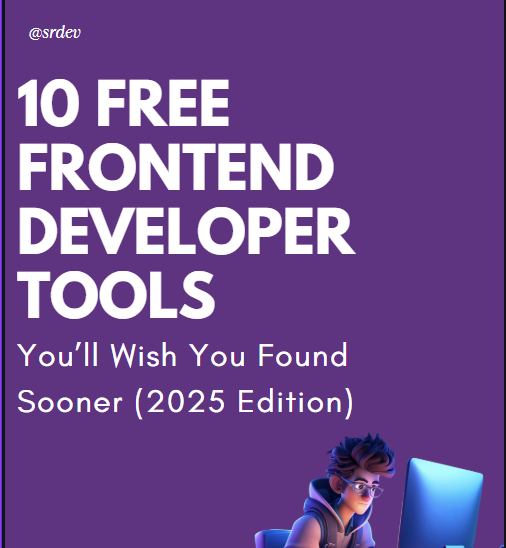 @srdev
10 FREE
FRONTEND
DEVELOPER
TOOLS
You’ll Wish You Found
Sooner (2025 Edition)